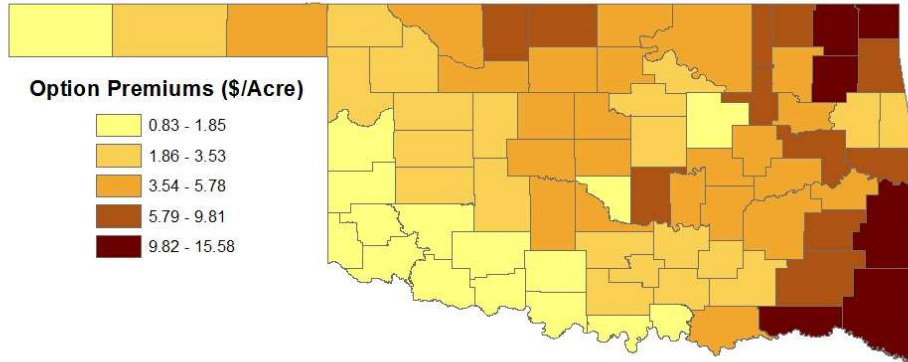 Option Premiums ($/Acre)
0.83 - 1.85
1.86 - 3.53
3.54 - 5.78
5.79 - 9.81
9.82 - 15.58